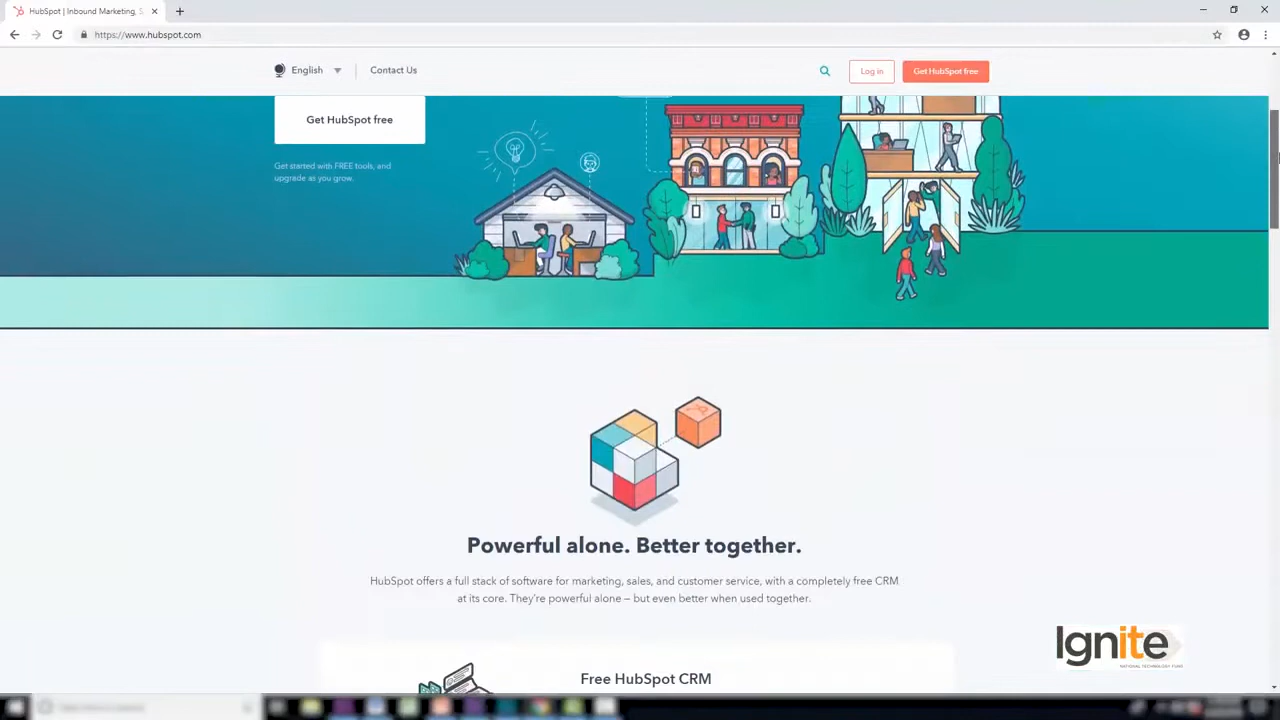 HubSpot | Inbound Marketing, S
https://www.hubspot.com
English
Contact Us
Log in
Get HubSpot free
Get HubSpot free
Get started with FREE tools, and
upgrade as you grow.
Powerful alone. Better together.
HubSpot offers a full stack of software for marketing, sales, and customer service, with a completely free CRM
at its core. They're powerful alone – but even better when used together.
Free HubSpot CRM
Ignite
NATIONAL TECHNOLOGY FUND